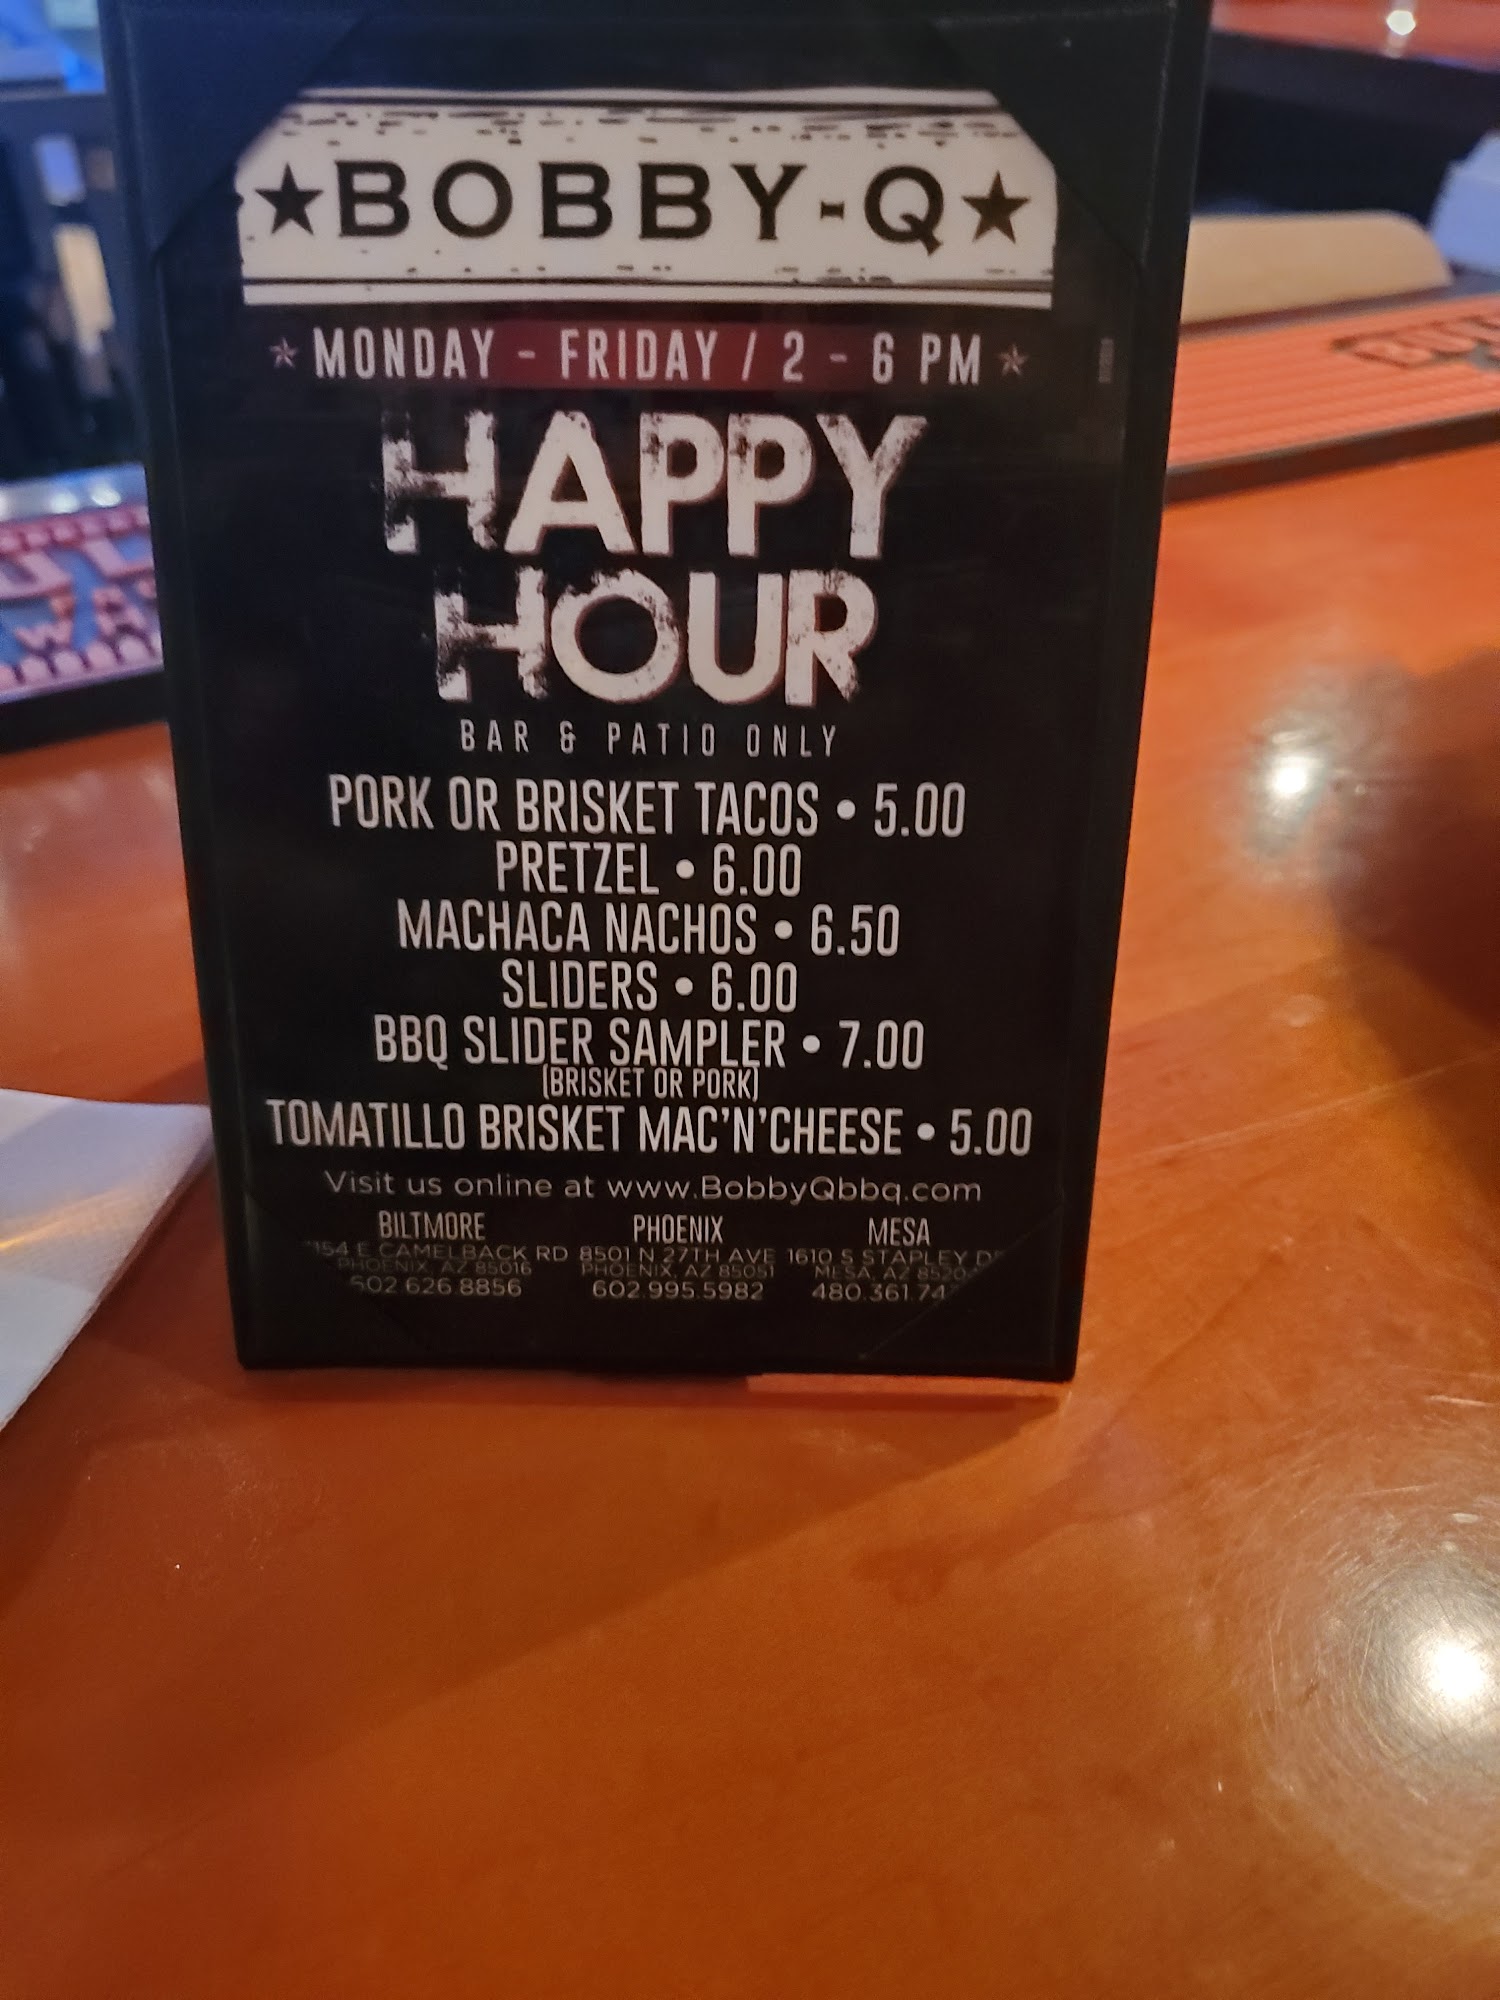 ★BOBBY-Q★
★ MONDAY - FRIDAY / 2 - 6 PM ★
HAPPY
HOUR
BAR & PATIO ONLY
PORK OR BRISKET TACOS • 5.00
PRETZEL • 6.00
MACHACA NACHOS • 6.50
SLIDERS • 6.00
BBQ SLIDER SAMPLER • 7.00
(BRISKET OR PORK)
TOMATILLO BRISKET MAC'N'CHEESE • 5.00
Visit us online at www.BobbyQbbq.com
BILTMORE PHOENIX MESA
E CAMELBACK RD 8501 N 27TH AVE 1610 S STAPLEY
PHOENIX, AZ 85016 PHOENIX, AZ 85051 MESA, AZ
602.626.8856 602.995.5982 480.361.74